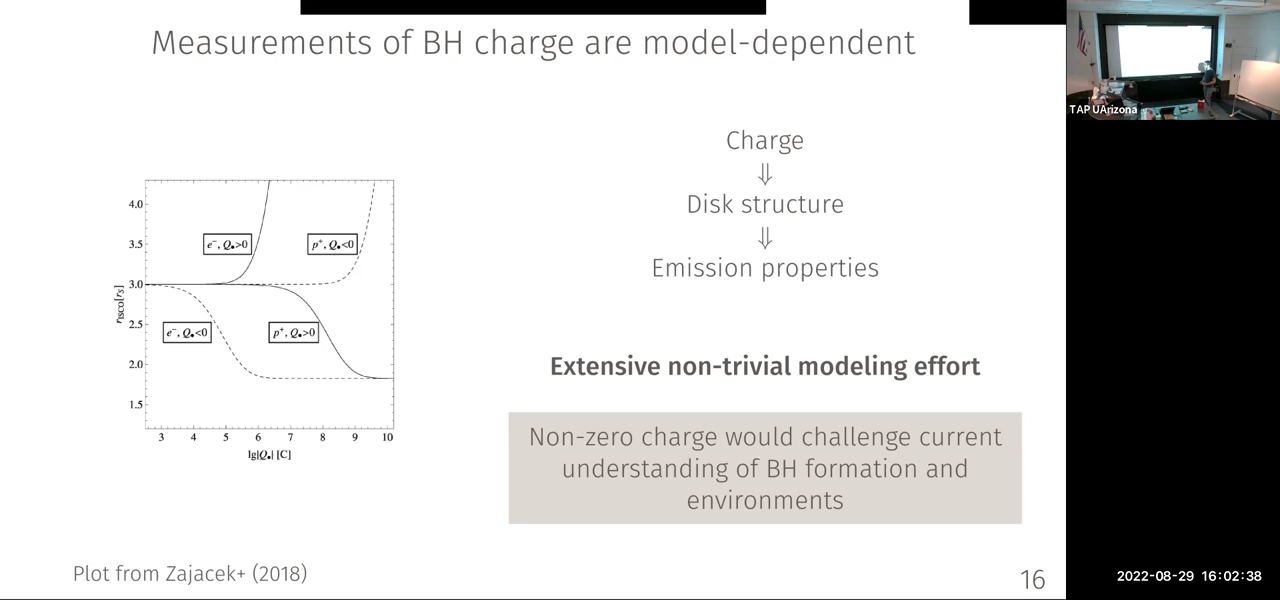 Measurements of BH charge are model-dependent
TAP UArizona
Charge
⇓
Disk structure
⇓
Emission properties
4.0
3.5
3.0
2.5
2.0
1.5
r_ISCO [r_S]
e⁻, Q•>0
p⁺, Q•<0
e⁻, Q•<0
p⁺, Q•>0
3 4 5 6 7 8 9 10
lg|Q•| [C]
Extensive non-trivial modeling effort
Non-zero charge would challenge current
understanding of BH formation and
environments
Plot from Zajacek+ (2018)
16
2022-08-29 16:02:38